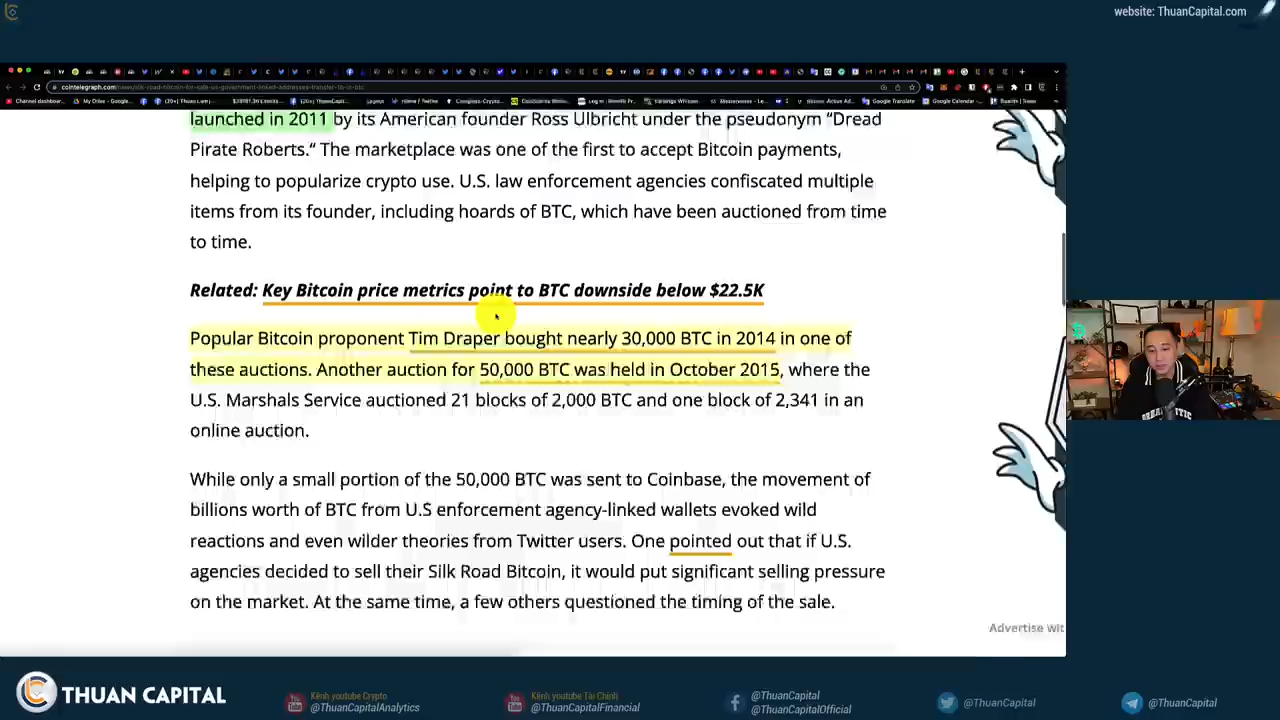 website: ThuanCapital.com
launched in 2011 by its American founder Ross Ulbricht under the pseudonym “Dread
Pirate Roberts.“ The marketplace was one of the first to accept Bitcoin payments,
helping to popularize crypto use. U.S. law enforcement agencies confiscated multiple
items from its founder, including hoards of BTC, which have been auctioned from time
to time.
Related: Key Bitcoin price metrics point to BTC downside below $22.5K
Popular Bitcoin proponent Tim Draper bought nearly 30,000 BTC in 2014 in one of
these auctions. Another auction for 50,000 BTC was held in October 2015, where the
U.S. Marshals Service auctioned 21 blocks of 2,000 BTC and one block of 2,341 in an
online auction.
While only a small portion of the 50,000 BTC was sent to Coinbase, the movement of
billions worth of BTC from U.S enforcement agency-linked wallets evoked wild
reactions and even wilder theories from Twitter users. One pointed out that if U.S.
agencies decided to sell their Silk Road Bitcoin, it would put significant selling pressure
on the market. At the same time, a few others questioned the timing of the sale.
Advertise wit
THUAN CAPITAL
Kênh youtube Crypto
@ThuanCapitalAnalytics
Kênh youtube Tài Chính
@ThuanCapitalFinancial
@ThuanCapital
@ThuanCapitalOfficial
@ThuanCapital
@ThuanCapital